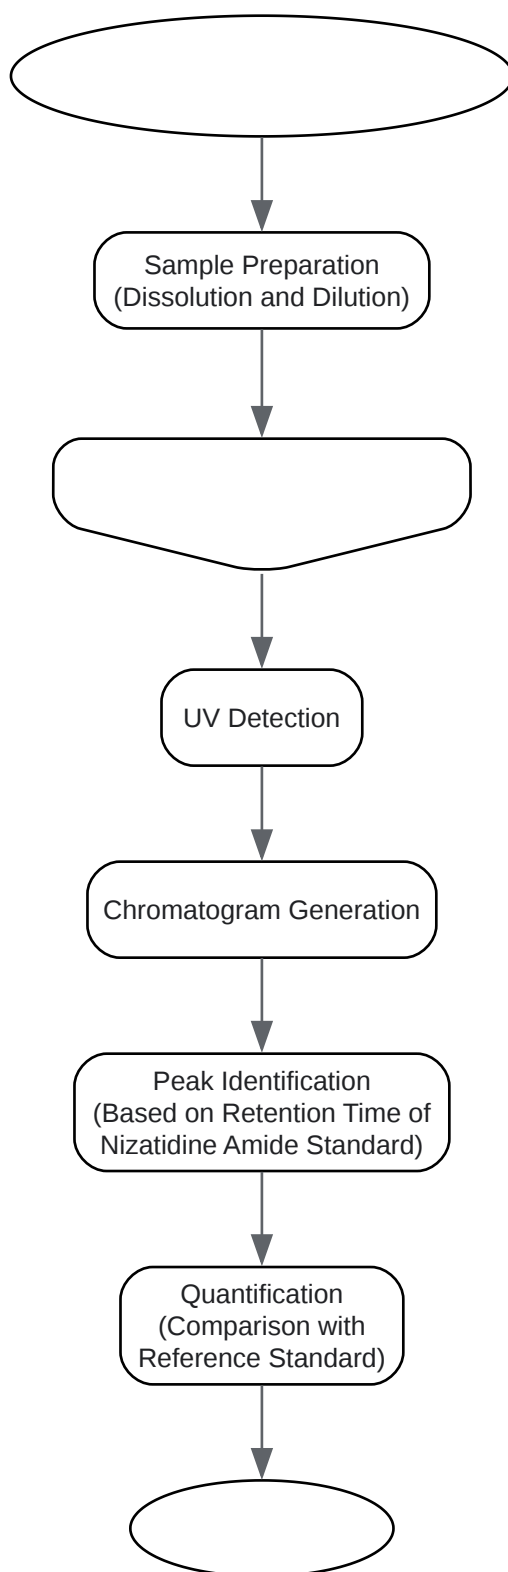 Sample Preparation
(Dissolution and Dilution)
UV Detection
Chromatogram Generation
Peak Identification
(Based on Retention Time of
Nizatidine Amide Standard)
Quantification
(Comparison with
Reference Standard)